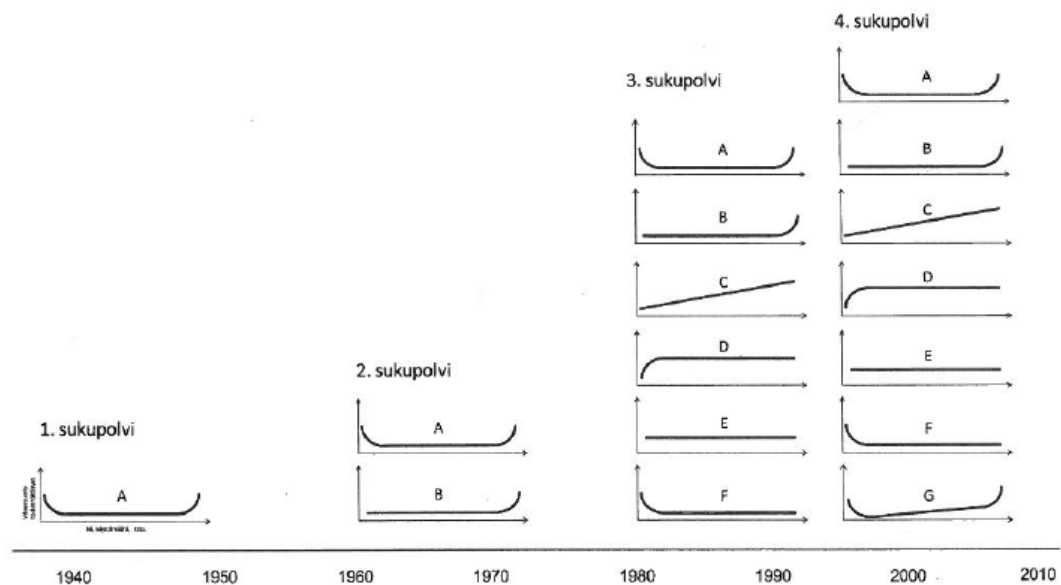 4. sukupolvi
A
3. sukupolvi
B
A
C
B
D
C
2. sukupolvi
D
E
1. sukupolvi
A
E
F
A
B
F
G
1940
1950
1960
1970
1980
1990
2000
2010